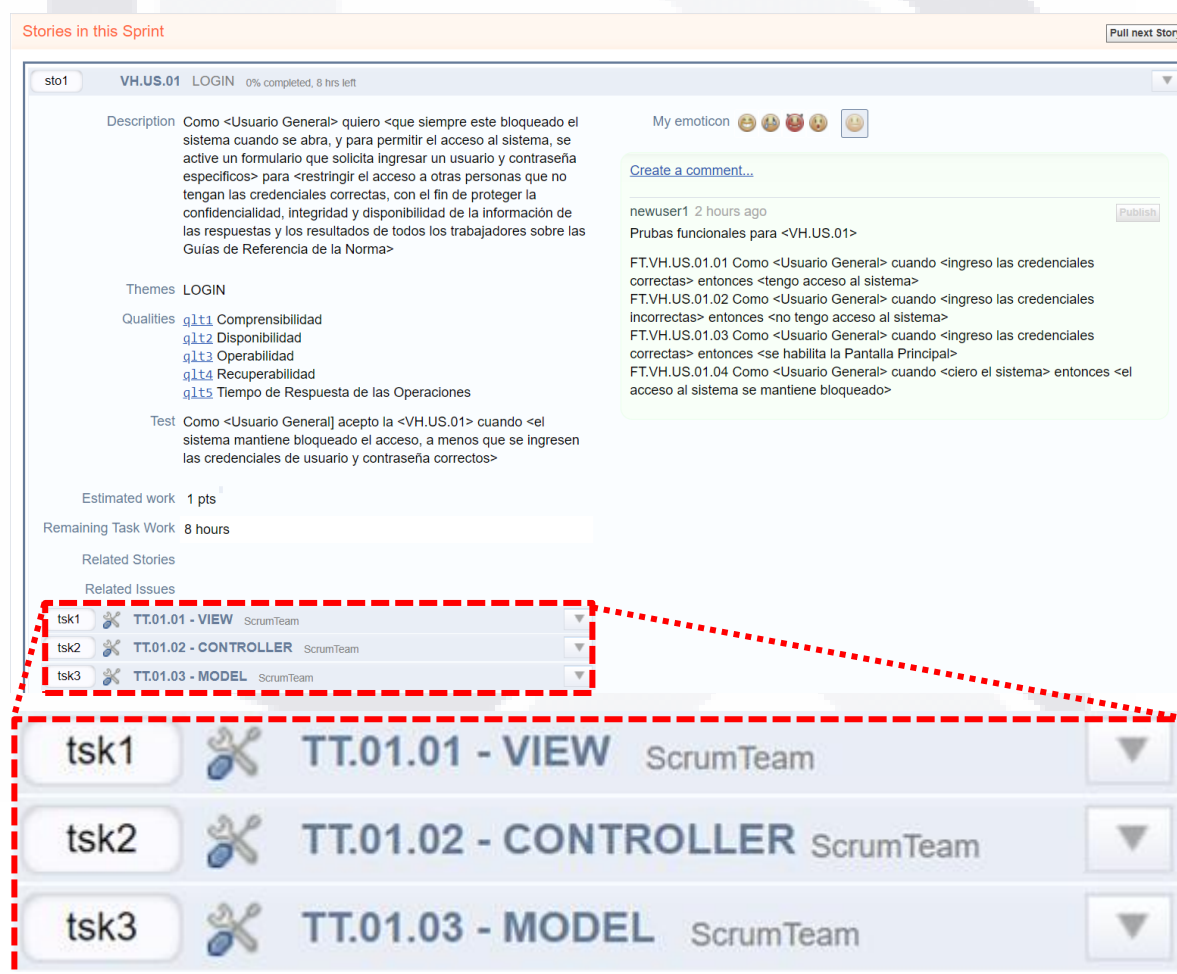 Stories in this Sprint
Pull next Story
sto1 VH.US.01 LOGIN 0% completed, 8 hrs left
Description Como <Usuario General> quiero <que siempre este bloqueado el
sistema cuando se abra, y para permitir el acceso al sistema, se
active un formulario que solicita ingresar un usuario y contraseña
especificos> para <restringir el acceso a otras personas que no
tengan las credenciales correctas, con el fin de proteger la
confidencialidad, integridad y disponibilidad de la información de
las respuestas y los resultados de todos los trabajadores sobre las
Guías de Referencia de la Norma>
Themes LOGIN
Qualities qlt1 Comprensibilidad
qlt2 Disponibilidad
qlt3 Operabilidad
qlt4 Recuperabilidad
qlt5 Tiempo de Respuesta de las Operaciones
Test Como <Usuario General] acepto la <VH.US.01> cuando <el
sistema mantiene bloqueado el acceso, a menos que se ingresen
las credenciales de usuario y contraseña correctos>
Estimated work 1 pts
Remaining Task Work 8 hours
Related Stories
Related Issues
My emoticon
Create a comment...
newuser1 2 hours ago
Publish
Prubas funcionales para <VH.US.01>
FT.VH.US.01.01 Como <Usuario General> cuando <ingreso las credenciales
correctas> entonces <tengo acceso al sistema>
FT.VH.US.01.02 Como <Usuario General> cuando <ingreso las credenciales
incorrectas> entonces <no tengo acceso al sistema>
FT.VH.US.01.03 Como <Usuario General> cuando <ingreso las credenciales
correctas> entonces <se habilita la Pantalla Principal>
FT.VH.US.01.04 Como <Usuario General> cuando <ciero el sistema> entonces <el
acceso al sistema se mantiene bloqueado>
tsk1 TT.01.01 - VIEW ScrumTeam
tsk2 TT.01.02 - CONTROLLER ScrumTeam
tsk3 TT.01.03 - MODEL ScrumTeam
tsk1 TT.01.01 - VIEW ScrumTeam
tsk2 TT.01.02 - CONTROLLER ScrumTeam
tsk3 TT.01.03 - MODEL ScrumTeam